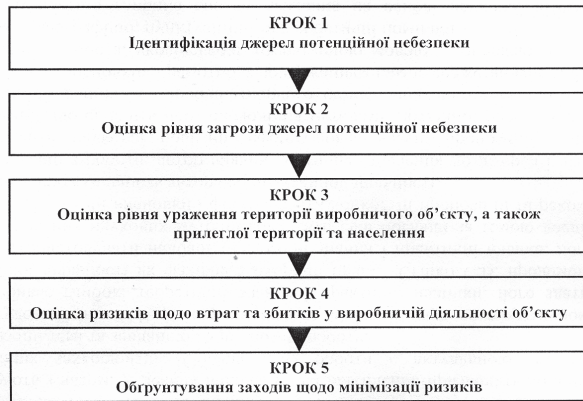 КРОК 1
Ідентифікація джерел потенційної небезпеки
КРОК 2
Оцінка рівня загрози джерел потенційної небезпеки
КРОК 3
Оцінка рівня ураження території виробничого об’єкту, а також
прилеглої території та населення
КРОК 4
Оцінка ризиків щодо втрат та збитків у виробничій діяльності об’єкту
КРОК 5
Обґрунтування заходів щодо мінімізації ризиків